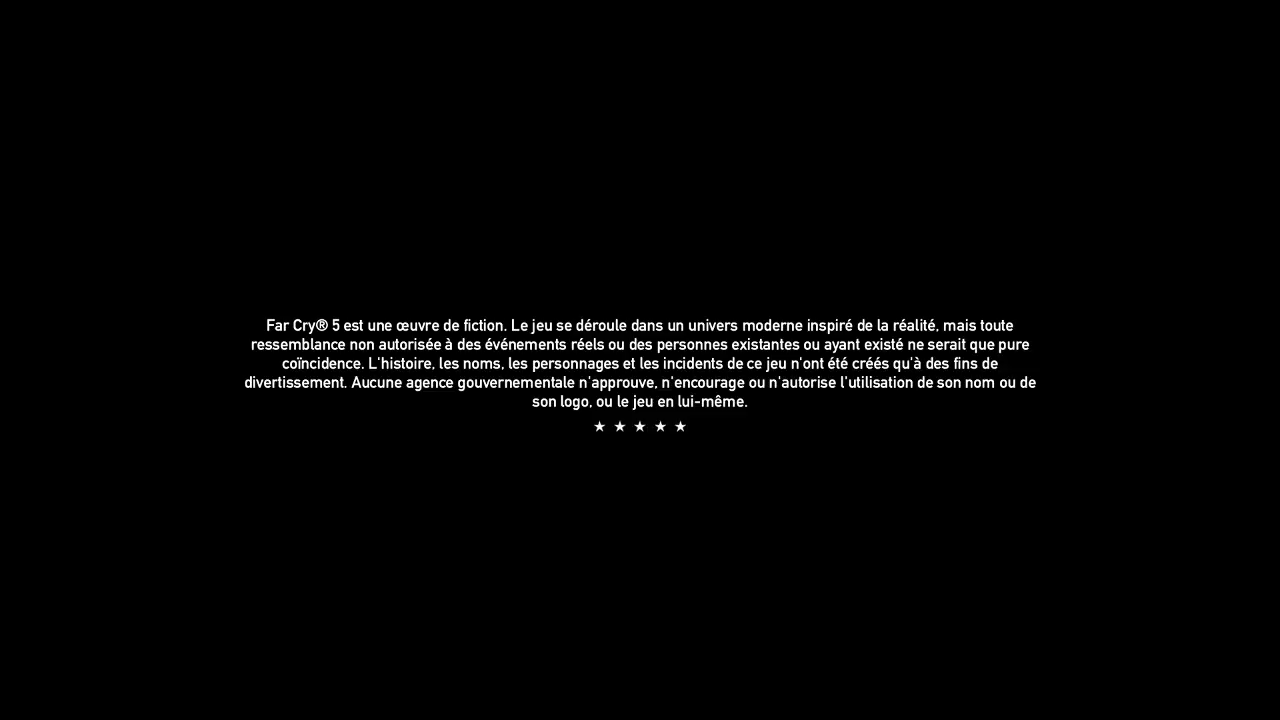 Far Cry® 5 est une œuvre de fiction. Le jeu se déroule dans un univers moderne inspiré de la réalité, mais toute
ressemblance non autorisée à des événements réels ou des personnes existantes ou ayant existé ne serait que pure
coïncidence. L'histoire, les noms, les personnages et les incidents de ce jeu n'ont été créés qu'à des fins de
divertissement. Aucune agence gouvernementale n'approuve, n'encourage ou n'autorise l'utilisation de son nom ou de
son logo, ou le jeu en lui-même.
★ ★ ★ ★ ★